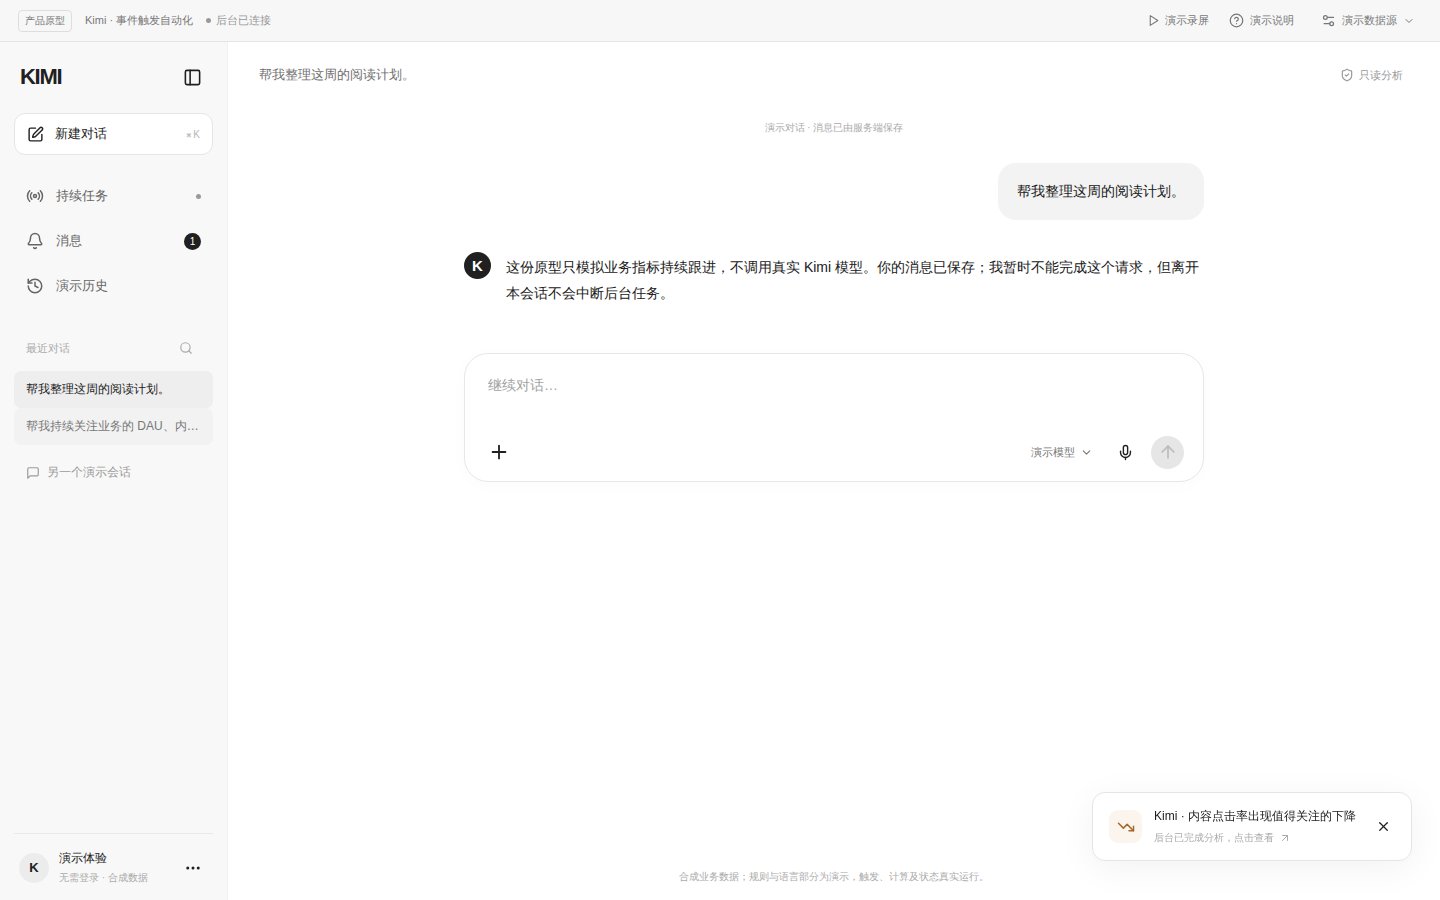 产品原型
Kimi · 事件触发自动化
后台已连接
演示录屏
演示说明
演示数据源
KIMI
新建对话
K
持续任务
消息
1
演示历史
最近对话
帮我整理这周的阅读计划。
帮我持续关注业务的 DAU、内…
另一个演示会话
K
演示体验
无需登录 · 合成数据
帮我整理这周的阅读计划。
只读分析
演示对话 · 消息已由服务端保存
帮我整理这周的阅读计划。
K
这份原型只模拟业务指标持续跟进，不调用真实 Kimi 模型。你的消息已保存；我暂时不能完成这个请求，但离开
本会话不会中断后台任务。
继续对话…
演示模型
Kimi · 内容点击率出现值得关注的下降
后台已完成分析，点击查看
合成业务数据；规则与语言部分为演示，触发、计算及状态真实运行。